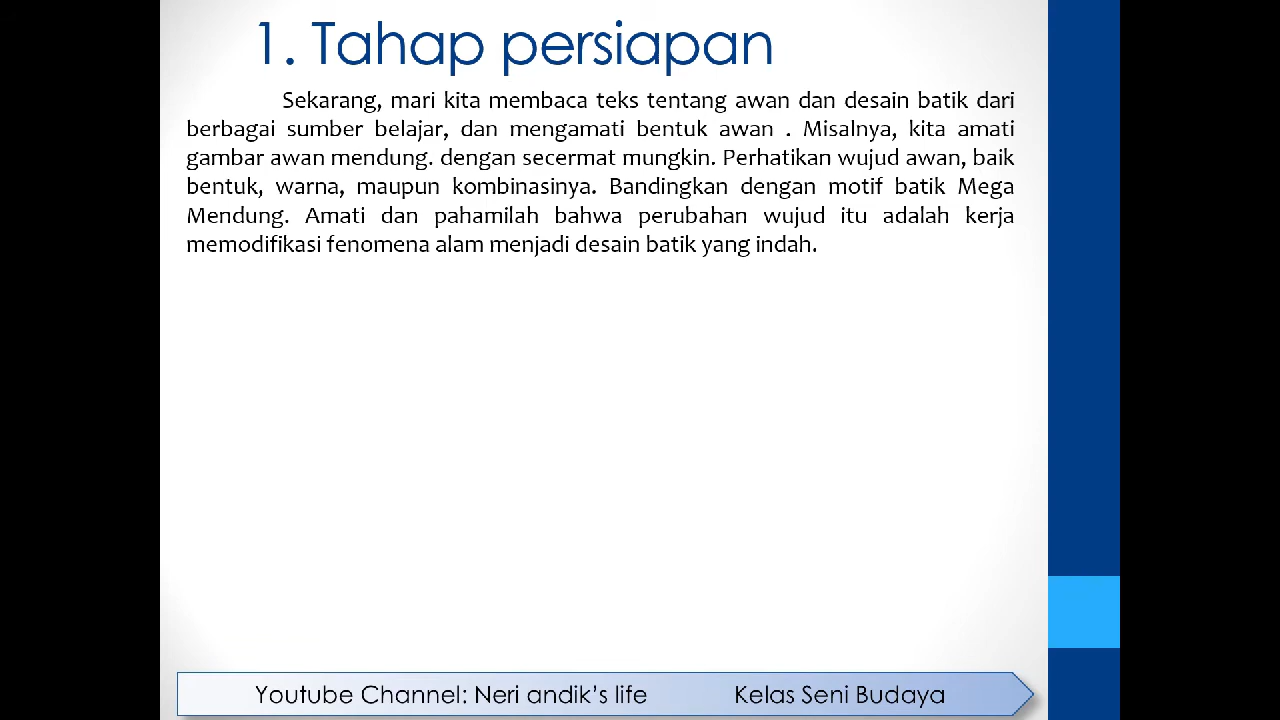 1. Tahap persiapan
Sekarang, mari kita membaca teks tentang awan dan desain batik dari
berbagai sumber belajar, dan mengamati bentuk awan . Misalnya, kita amati
gambar awan mendung. dengan secermat mungkin. Perhatikan wujud awan, baik
bentuk, warna, maupun kombinasinya. Bandingkan dengan motif batik Mega
Mendung. Amati dan pahamilah bahwa perubahan wujud itu adalah kerja
memodifikasi fenomena alam menjadi desain batik yang indah.
Youtube Channel: Neri andik’s life Kelas Seni Budaya